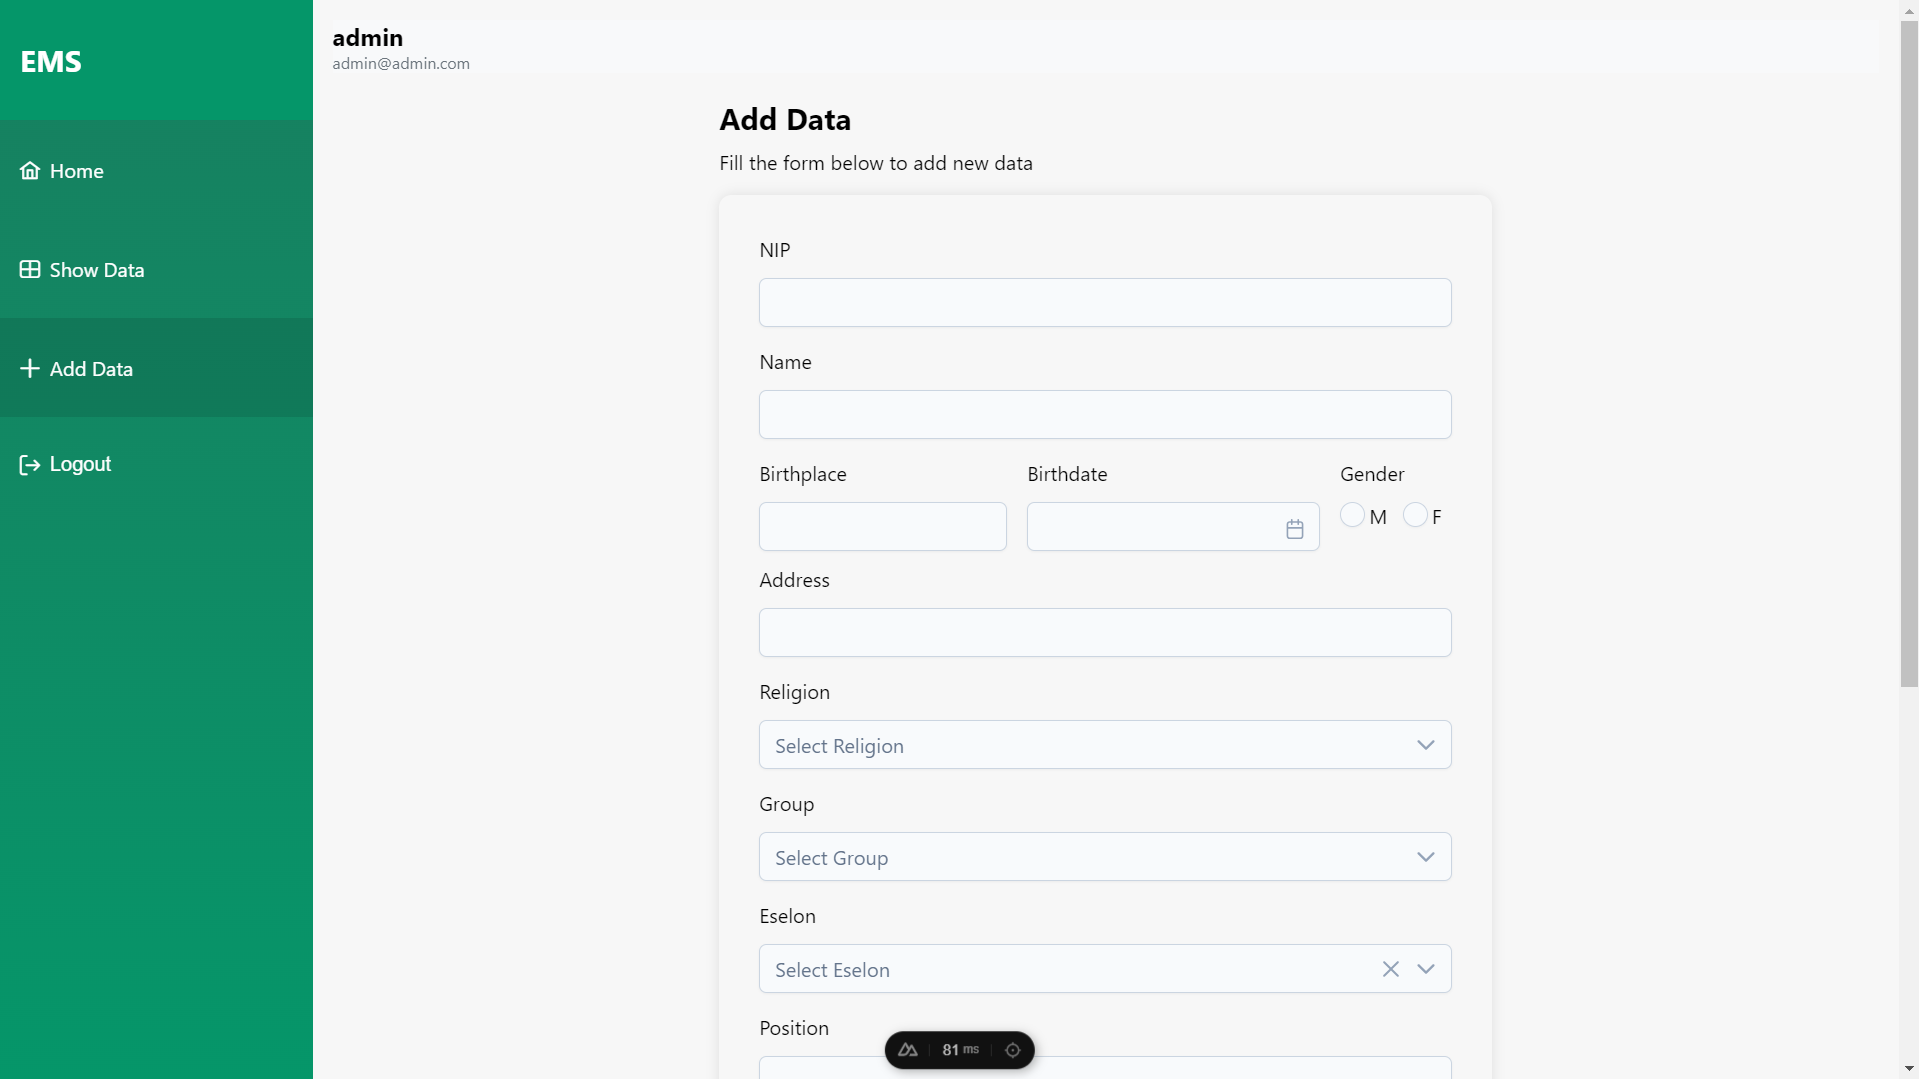 EMS
Home
Show Data
Add Data
Logout
admin
admin@admin.com
Add Data
Fill the form below to add new data
NIP
Name
Birthplace Birthdate Gender
M F
Address
Religion
Select Religion
Group
Select Group
Eselon
Select Eselon
Position
81 ms